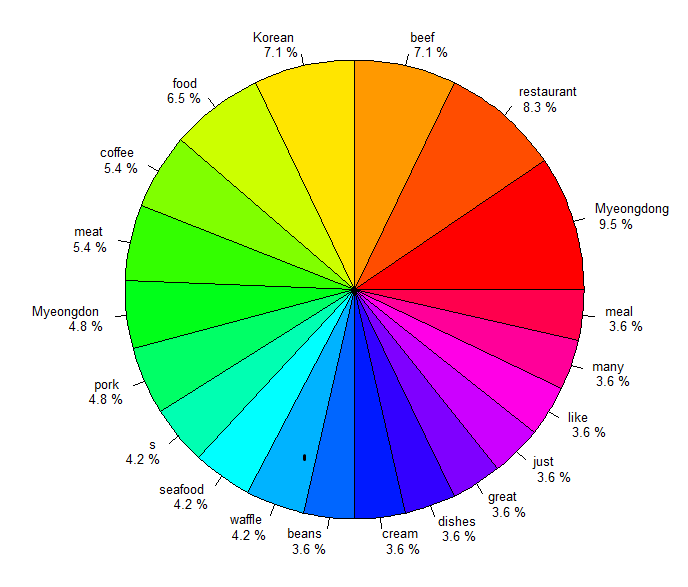 Korean
7.1 %
beef
7.1 %
restaurant
8.3 %
Myeongdong
9.5 %
meal
3.6 %
many
3.6 %
like
3.6 %
just
3.6 %
great
3.6 %
dishes
3.6 %
cream
3.6 %
beans
3.6 %
waffle
4.2 %
seafood
4.2 %
s
4.2 %
pork
4.8 %
Myeongdon
4.8 %
meat
5.4 %
coffee
5.4 %
food
6.5 %